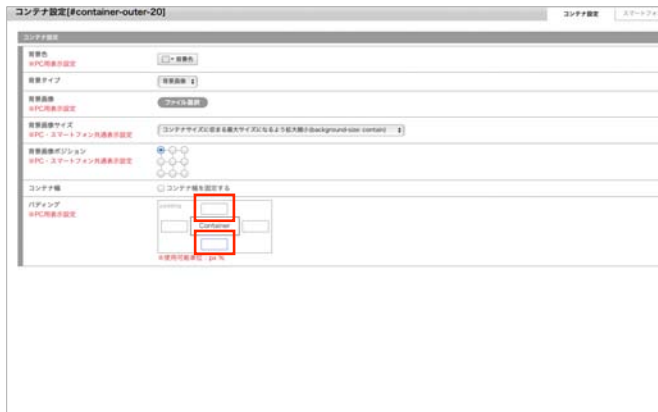 コンテナ設定[#container-outer-20]
コンテナ設定
スマートフォ
コンテナ設定
背景色
※PC用表示設定
背景色
背景タイプ
背景画像
背景画像
※PC用表示設定
ファイル選択
背景画像サイズ
※PC・スマートフォン共通表示設定
コンテナサイズに収まる最大サイズになるよう拡大縮小(background-size: contain)
背景画像ポジション
※PC・スマートフォン共通表示設定
コンテナ幅
コンテナ幅を固定する
パディング
※PC用表示設定
padding
Container
※使用可能単位：px %